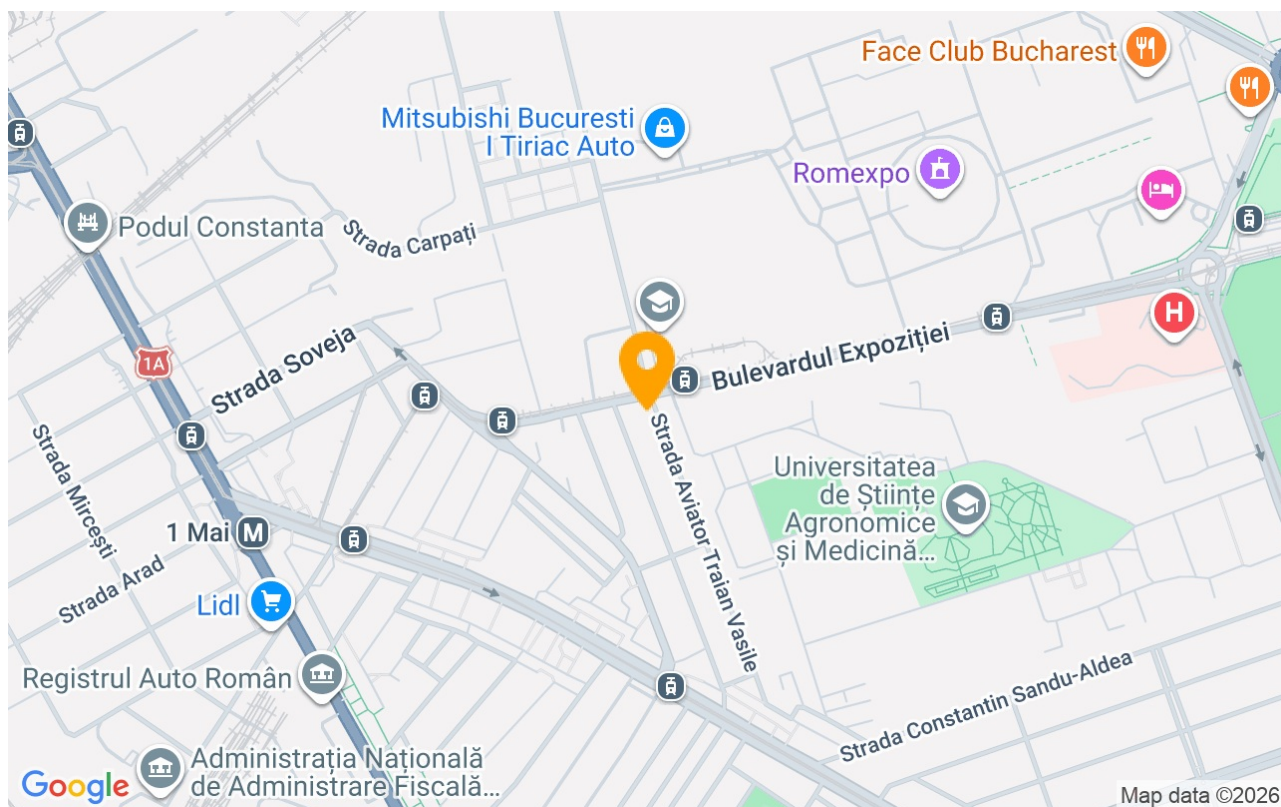 Face Club Bucharest
Mitsubishi Bucuresti
I Tiriac Auto
Romexpo
Podul Constanta
Strada Carpați
H
Strada Soveja
1A
Bulevardul Expoziției
Strada Mircești
Strada Aviator Traian Vasile
Universitatea
de Științe
Agronomice
și Medicină...
1 Mai M
Strada Arad
Lidl
Registrul Auto Român
Strada Constantin Sandu-Aldea
Administrația Națională
de Administrare Fiscală...
Google
Map data ©2026